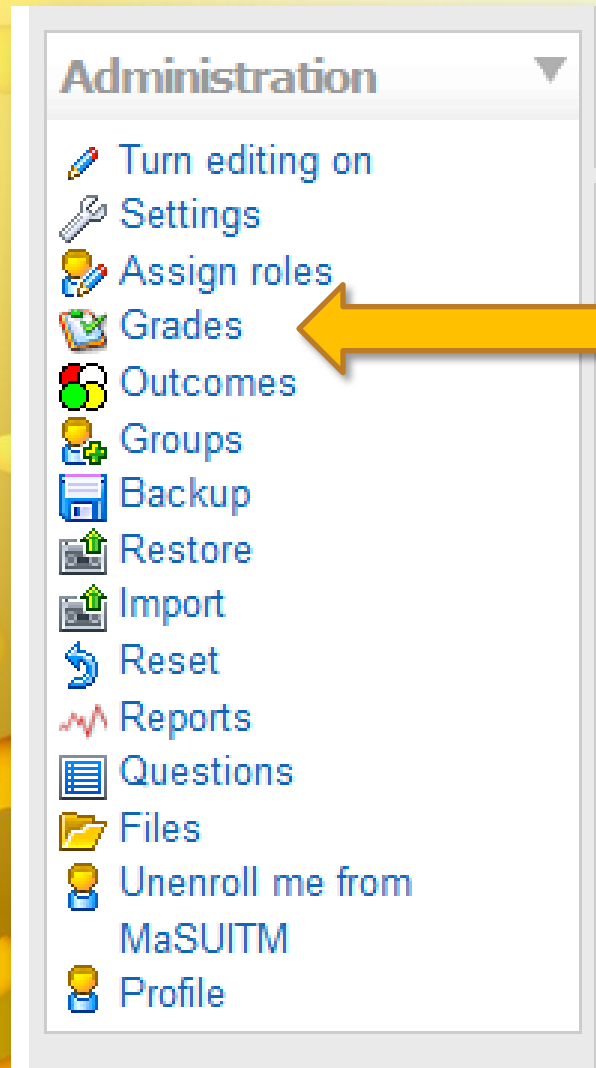 Administration
Turn editing on
Settings
Assign roles
Grades
Outcomes
Groups
Backup
Restore
Import
Reset
Reports
Questions
Files
Unenroll me from
MaSUITM
Profile